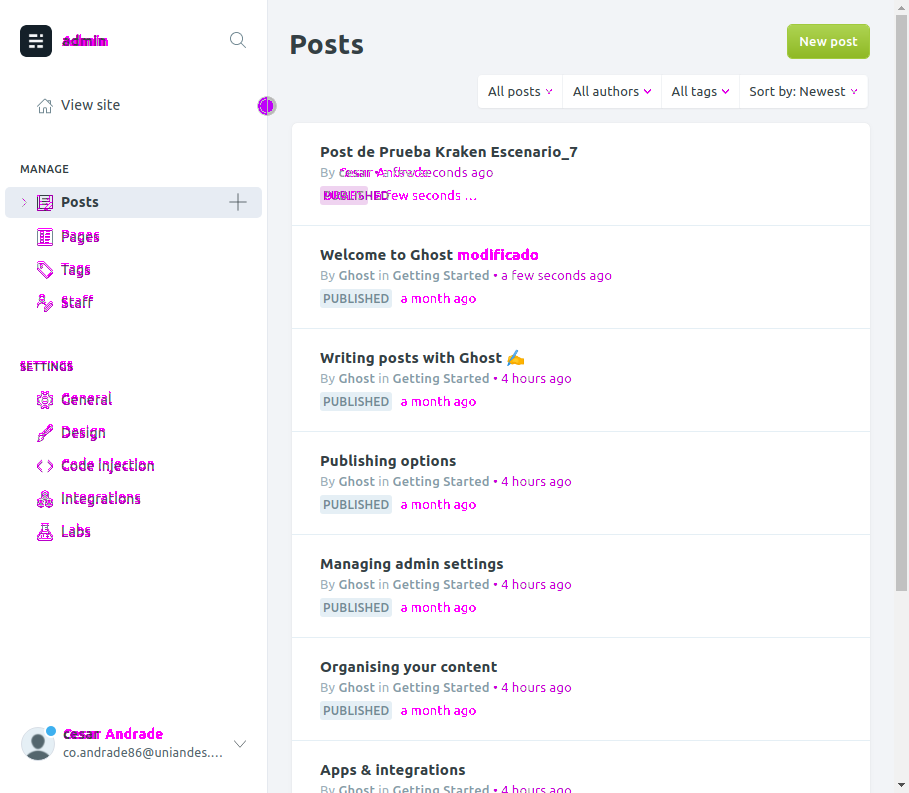 Admin
View site
MANAGE
Posts
Pages
Tags
Staff
SETTINGS
General
Design
Code injection
Integrations
Labs
Cesar Andrade
co.andrade86@uniandes....
Posts
New post
All posts
All authors
All tags
Sort by: Newest
Post de Prueba Kraken Escenario_7
By Cesar seconds ago
few seconds ...
Welcome to Ghost modificado
By Ghost in Getting Started • a few seconds ago
PUBLISHED a month ago
Writing posts with Ghost ✍️
By Ghost in Getting Started • 4 hours ago
PUBLISHED a month ago
Publishing options
By Ghost in Getting Started • 4 hours ago
PUBLISHED a month ago
Managing admin settings
By Ghost in Getting Started • 4 hours ago
PUBLISHED a month ago
Organising your content
By Ghost in Getting Started • 4 hours ago
PUBLISHED a month ago
Apps & integrations
By Ghost in Getting Started • 4 hours ago